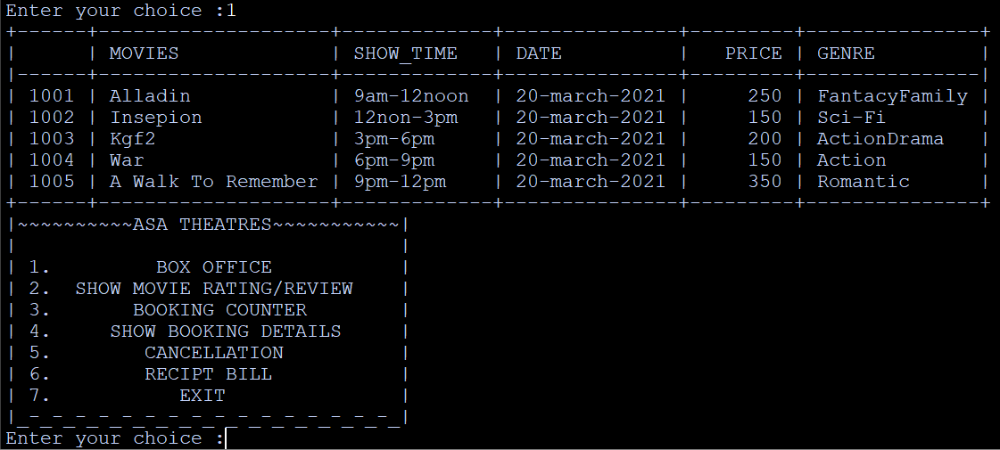 Enter your choice :1
+------+--------------------+-------------+---------------+---------+---------------+
|      | MOVIES             | SHOW_TIME   | DATE          |   PRICE | GENRE         |
|------+--------------------+-------------+---------------+---------+---------------|
| 1001 | Alladin            | 9am-12noon  | 20-march-2021 |     250 | FantacyFamily |
| 1002 | Insepion           | 12non-3pm   | 20-march-2021 |     150 | Sci-Fi        |
| 1003 | Kgf2               | 3pm-6pm     | 20-march-2021 |     200 | ActionDrama   |
| 1004 | War                | 6pm-9pm     | 20-march-2021 |     150 | Action        |
| 1005 | A Walk To Remember | 9pm-12pm    | 20-march-2021 |     350 | Romantic      |
+------+--------------------+-------------+---------------+---------+---------------+
|~~~~~~~~~~ASA THEATRES~~~~~~~~~~~|
|                                 |
| 1.         BOX OFFICE           |
| 2.  SHOW MOVIE RATING/REVIEW    |
| 3.       BOOKING COUNTER        |
| 4.     SHOW BOOKING DETAILS     |
| 5.        CANCELLATION          |
| 6.        RECIPT BILL           |
| 7.           EXIT               |
|_-_-_-_-_-_-_-_-_-_-_-_-_-_-_-_-_|
Enter your choice :